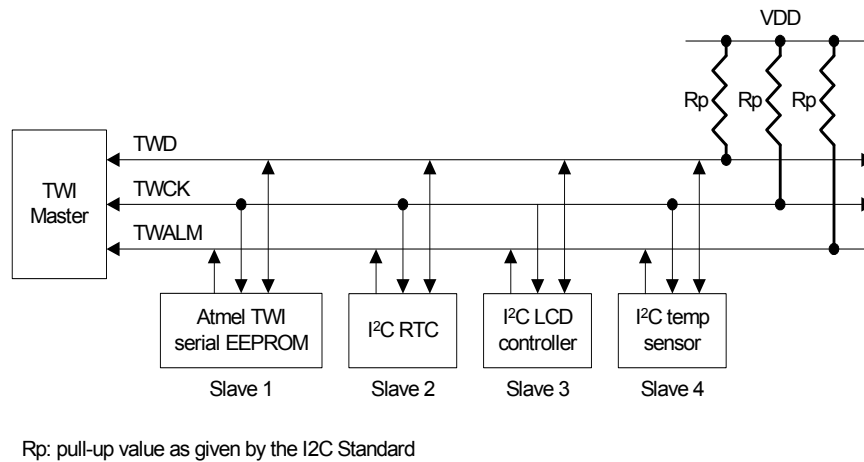 VDD
Rp Rp Rp
TWI
Master
TWD
TWCK
TWALM
Atmel TWI
serial EEPROM
Slave 1
I²C RTC
Slave 2
I²C LCD
controller
Slave 3
I²C temp
sensor
Slave 4
Rp: pull-up value as given by the I2C Standard